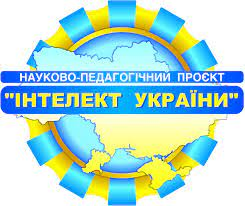 НАУКОВО-ПЕДАГОГІЧНИЙ ПРОЄКТ
"ІНТЕЛЕКТ УКРАЇНИ"